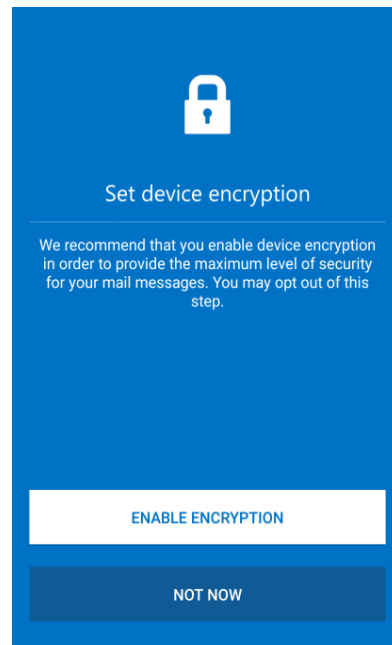 Set device encryption
We recommend that you enable device encryption
in order to provide the maximum level of security
for your mail messages. You may opt out of this
step.
ENABLE ENCRYPTION
NOT NOW